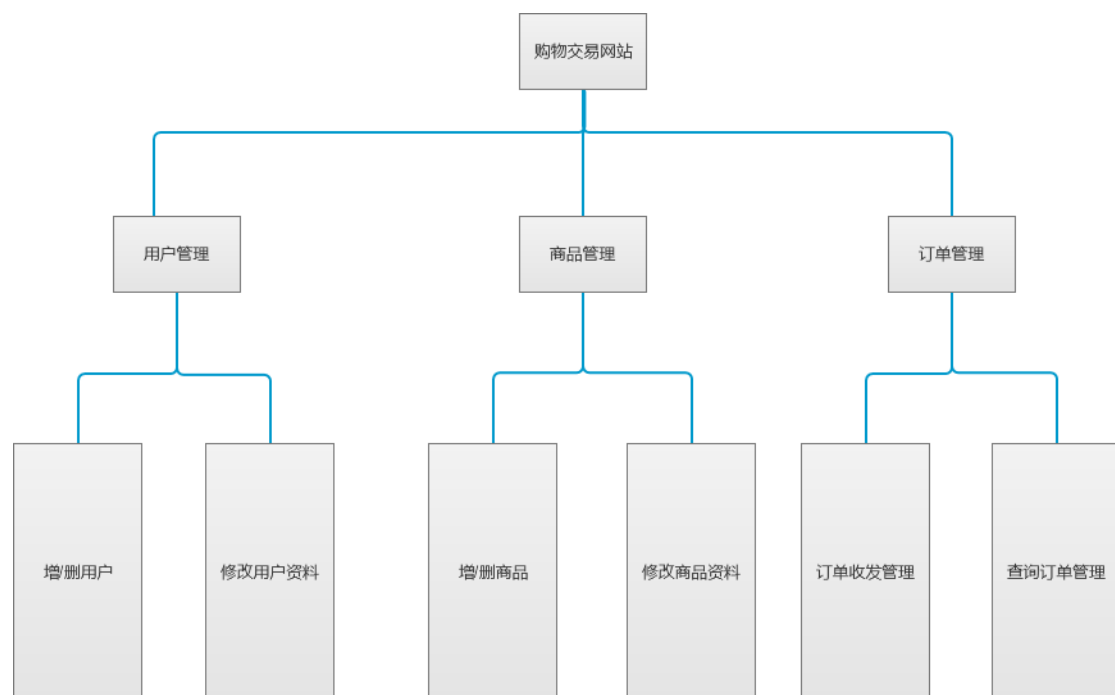 购物交易网站
用户管理
商品管理
订单管理
增/删用户
修改用户资料
增/删商品
修改商品资料
订单收发管理
查询订单管理